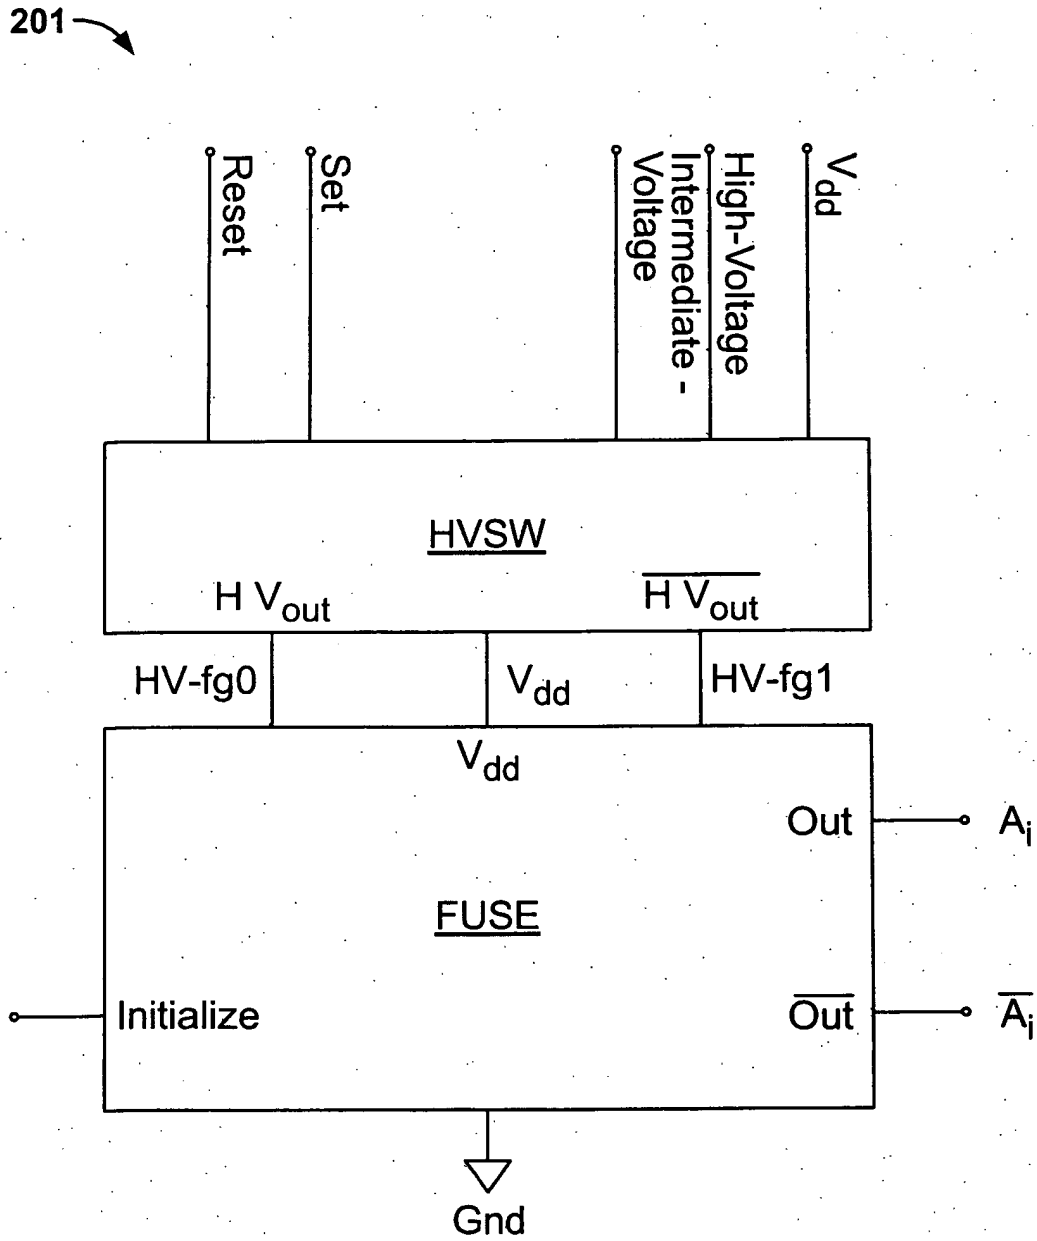 201
Reset
Set
Intermediate -
Voltage
High-Voltage
Vdd
HVSW
H Vout
H Vout
HV-fg0
Vdd
HV-fg1
Vdd
Out
Ai
FUSE
Initialize
Out
Ai
Gnd